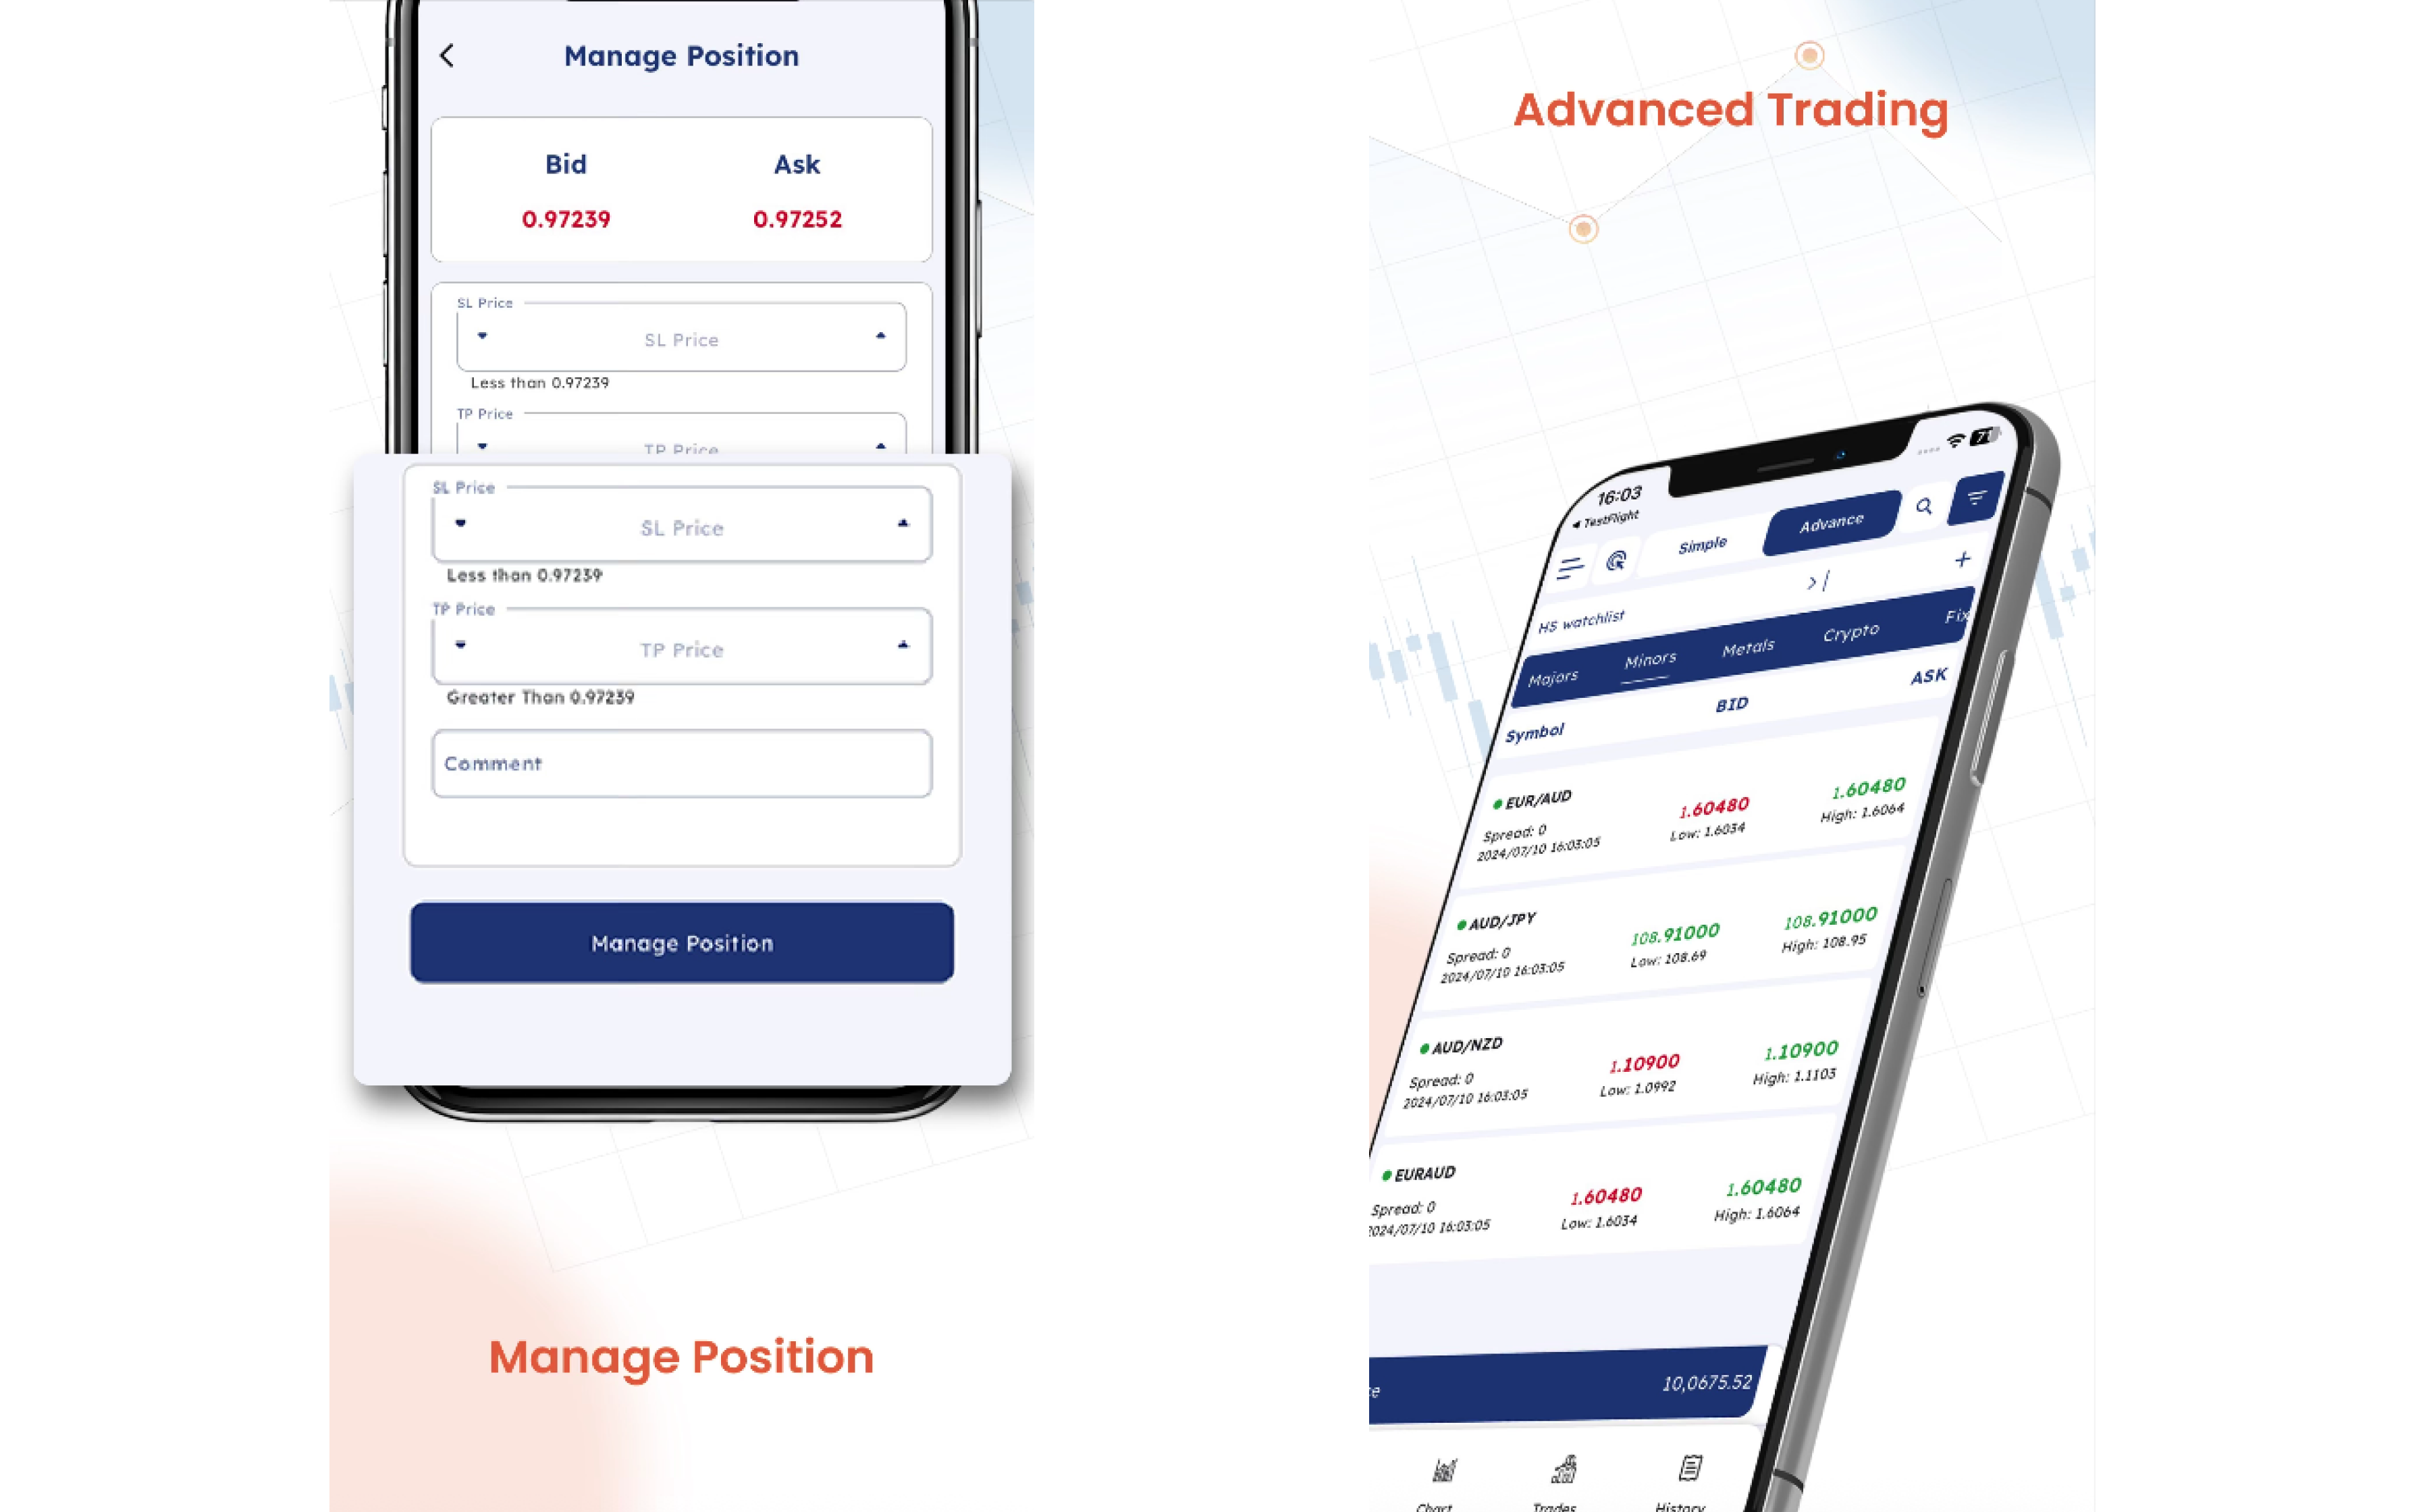 Manage Position
Bid Ask
0.97239 0.97252
SL Price
SL Price
Less than 0.97239
TP Price
TP Price
SL Price
SL Price
Less than 0.97239
TP Price
TP Price
Greater Than 0.97239
Comment
Manage Position
Manage Position
Advanced Trading
16:03
TestFlight
Simple Advance
HS watchlist
>|
+
Majors Minors Metals Crypto Fix
Symbol BID ASK
EUR/AUD 1.60480 1.60480
Spread: 0 Low: 1.6034 High: 1.6064
2024/07/10 16:03:05
AUD/JPY 108.91000 108.91000
Spread: 0 Low: 108.69 High: 108.95
2024/07/10 16:03:05
AUD/NZD 1.10900 1.10900
Spread: 0 Low: 1.0992 High: 1.1103
2024/07/10 16:03:05
EURAUD 1.60480 1.60480
Spread: 0 Low: 1.6034 High: 1.6064
2024/07/10 16:03:05
10,0675.52
Chart Trades History